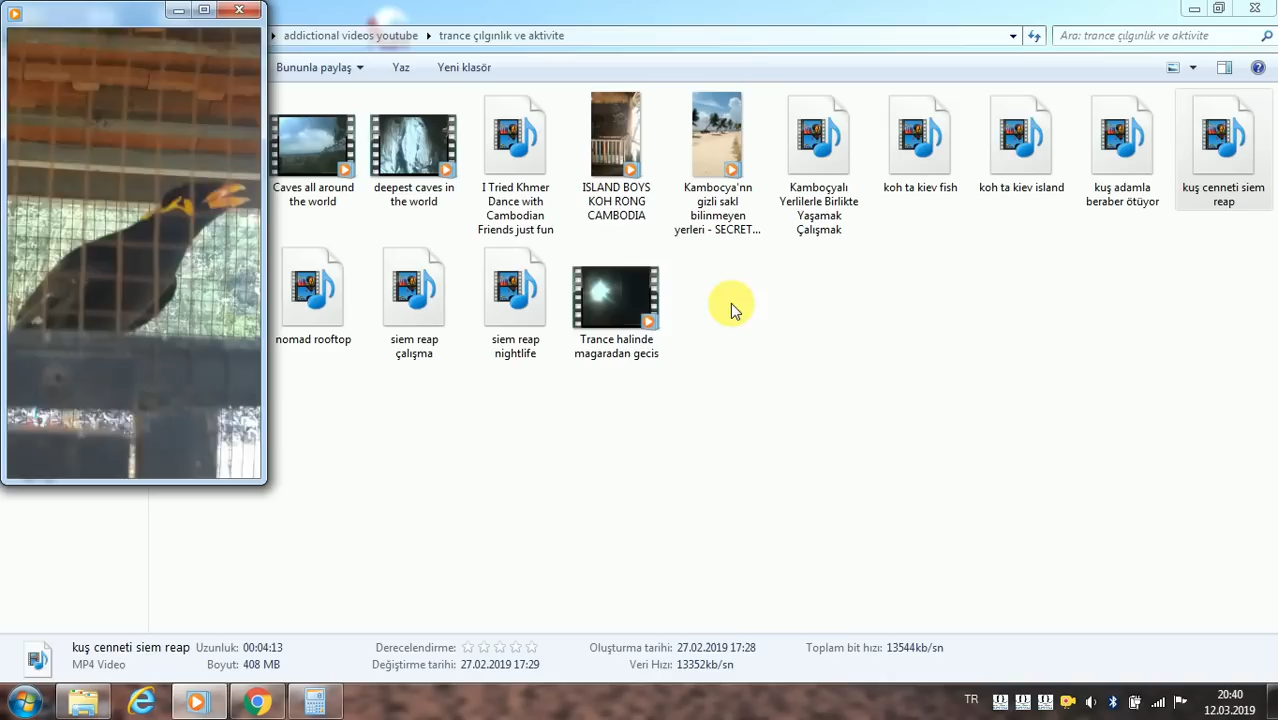 addictional videos youtube
trance çılgınlık ve aktivite
Ara: trance çılgınlık ve aktivite
Bununla paylaş
Yaz
Yeni klasör
Caves all around
the world
deepest caves in
the world
I Tried Khmer
Dance with
Cambodian
Friends just fun
ISLAND BOYS
KOH RONG
CAMBODIA
Kambocya'nn
gizli sakl
bilinmeyen
yerleri - SECRET...
Kamboçyalı
Yerlilerle Birlikte
Yaşamak
Çalışmak
koh ta kiev fish
koh ta kiev island
kuş adamla
beraber ötüyor
kuş cenneti siem
reap
nomad rooftop
siem reap
çalışma
siem reap
nightlife
Trance halinde
magaradan gecis
kuş cenneti siem reap
MP4 Video
Uzunluk: 00:04:13
Boyut: 408 MB
Derecelendirme:
Değiştirme tarihi: 27.02.2019 17:29
Oluşturma tarihi: 27.02.2019 17:28
Veri Hızı: 13352kb/sn
Toplam bit hızı: 13544kb/sn
TR
20:40
12.03.2019